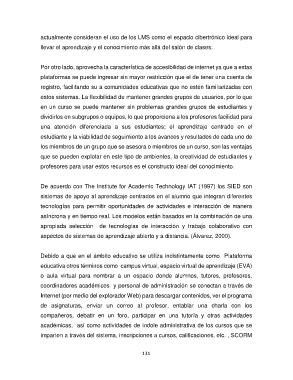 actualmente consideran el uso de los LMS como el espacio cibertrónico ideal para
llevar el aprendizaje y el conocimiento más allá del salón de clases.
Por otro lado, aprovecha la característica de accesibilidad de internet ya que a estas
plataformas se puede ingresar sin mayor restricción que el de tener una cuenta de
registro, facilitando su a comunidades educativas que no estén familiarizadas con
estos sistemas. La flexibilidad de mantener grandes grupos de usuarios, por lo que
en un curso se puede mantener sin problemas grandes grupos de estudiantes y
dividirlos en subgrupos o equipos, lo que proporciona a los profesores facilidad para
una atención diferenciada a sus estudiantes; el aprendizaje centrado en el
estudiante y la viabilidad de seguimiento a los avances y resultados de cada uno de
los miembros de un grupo que se asesora o miembros de un curso, son las ventajas
que se pueden explotar en este tipo de ambientes, la creatividad de estudiantes y
profesores para usar estos recursos es el constructo ideal del conocimiento.
De acuerdo con The Institute for Academic Technology IAT (1997) los SIED son
sistemas de apoyo al aprendizaje centrados en el alumno que integran diferentes
tecnologías para permitir oportunidades de actividades e interacción de manera
asíncrona y en tiempo real. Los modelos están basados en la combinación de una
apropiada selección de tecnologías de interacción y trabajo colaborativo con
aspectos de sistemas de aprendizaje abierto y a distancia. (Álvarez, 2000).
Debido a que en el ámbito educativo se utiliza indistintamente como Plataforma
educativa otros términos como campus virtual, espacio virtual de aprendizaje (EVA)
o aula virtual para nombrar a un espacio donde alumnos, tutores, profesores,
coordinadores académicos y personal de administración se conectan a través de
Internet (por medio del explorador Web) para descargar contenidos, ver el programa
de asignaturas, enviar un correo al profesor, entablar una charla con los
compañeros, debatir en un foro, participar en una tutoría y otras actividades
académicas, así como actividades de índole administrativa de los cursos que se
imparten a través del sistema, inscripciones a cursos, calificaciones, etc. , SCORM
131